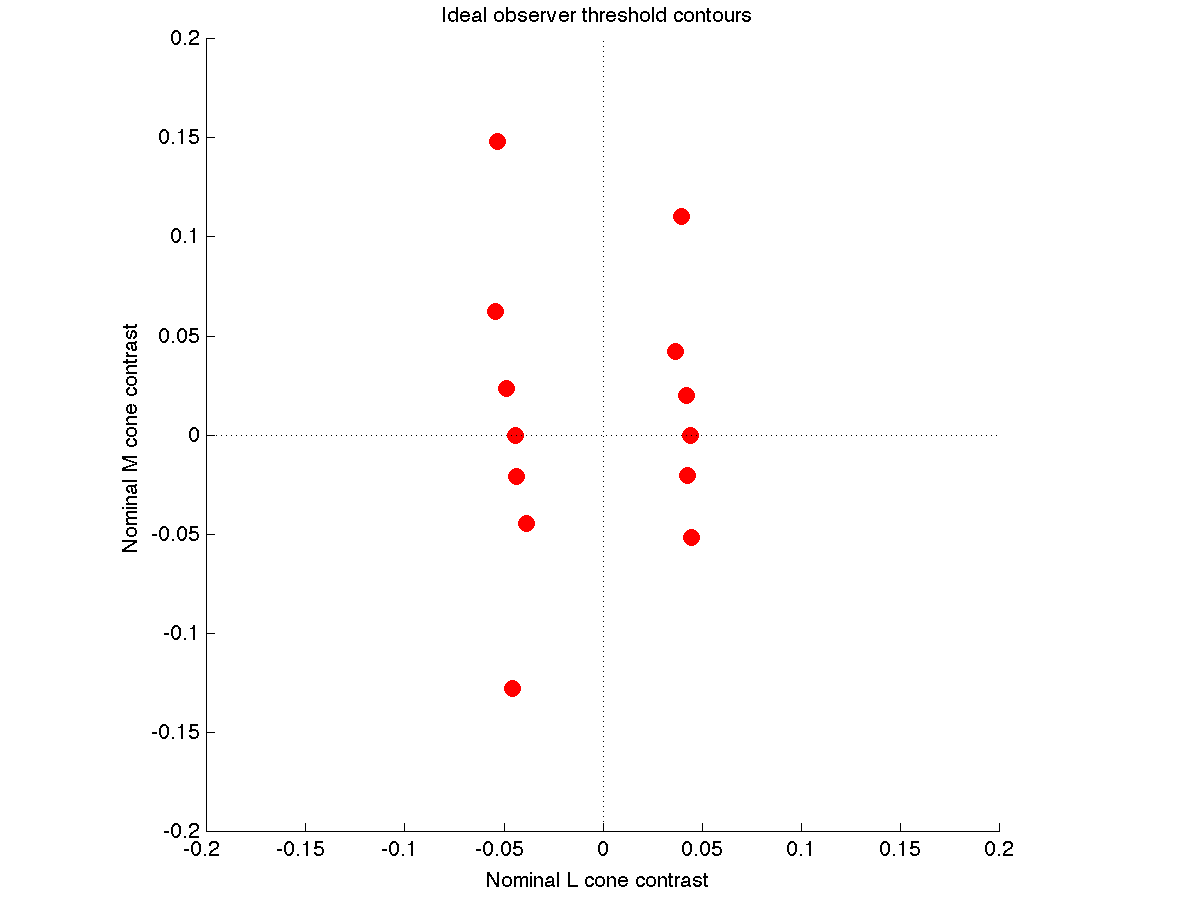 Ideal observer threshold contours
0.2
0.15
0.1
0.05
0
-0.05
-0.1
-0.15
-0.2
Nominal M cone contrast
-0.2 -0.15 -0.1 -0.05 0 0.05 0.1 0.15 0.2
Nominal L cone contrast